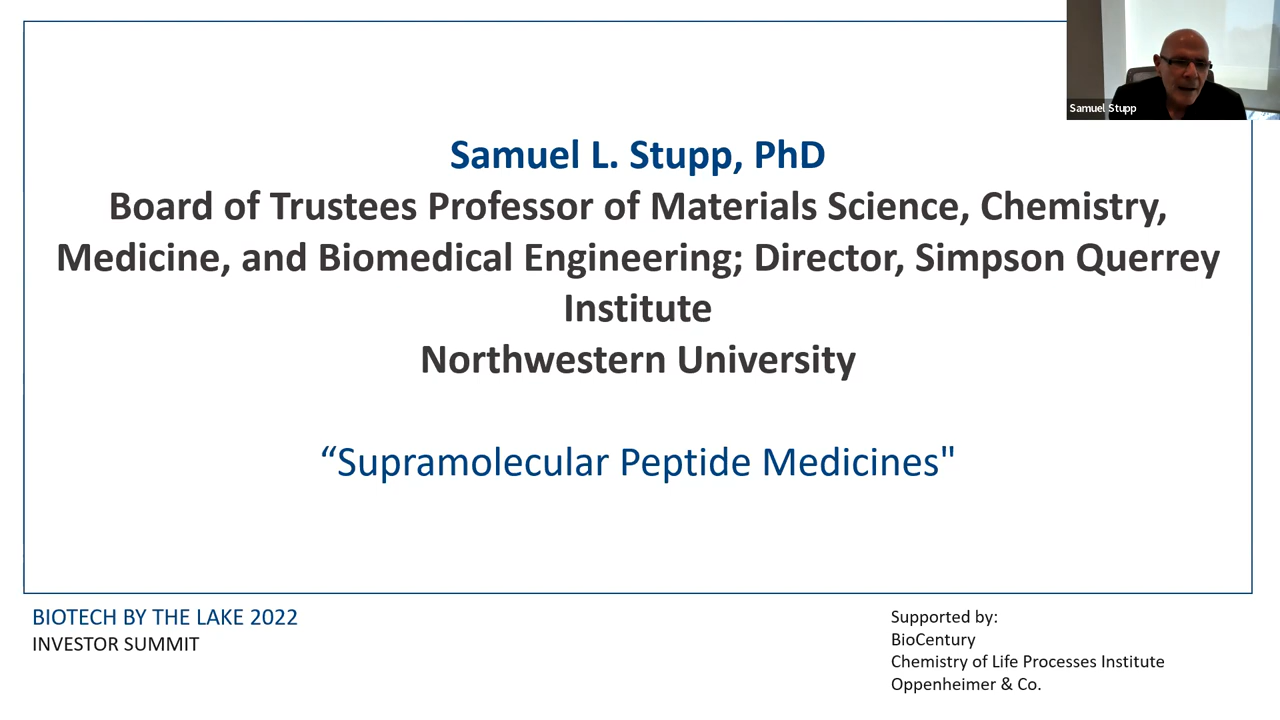 Samuel Stupp
Samuel L. Stupp, PhD
Board of Trustees Professor of Materials Science, Chemistry,
Medicine, and Biomedical Engineering; Director, Simpson Querrey
Institute
Northwestern University
“Supramolecular Peptide Medicines"
BIOTECH BY THE LAKE 2022
INVESTOR SUMMIT
Supported by:
BioCentury
Chemistry of Life Processes Institute
Oppenheimer & Co.